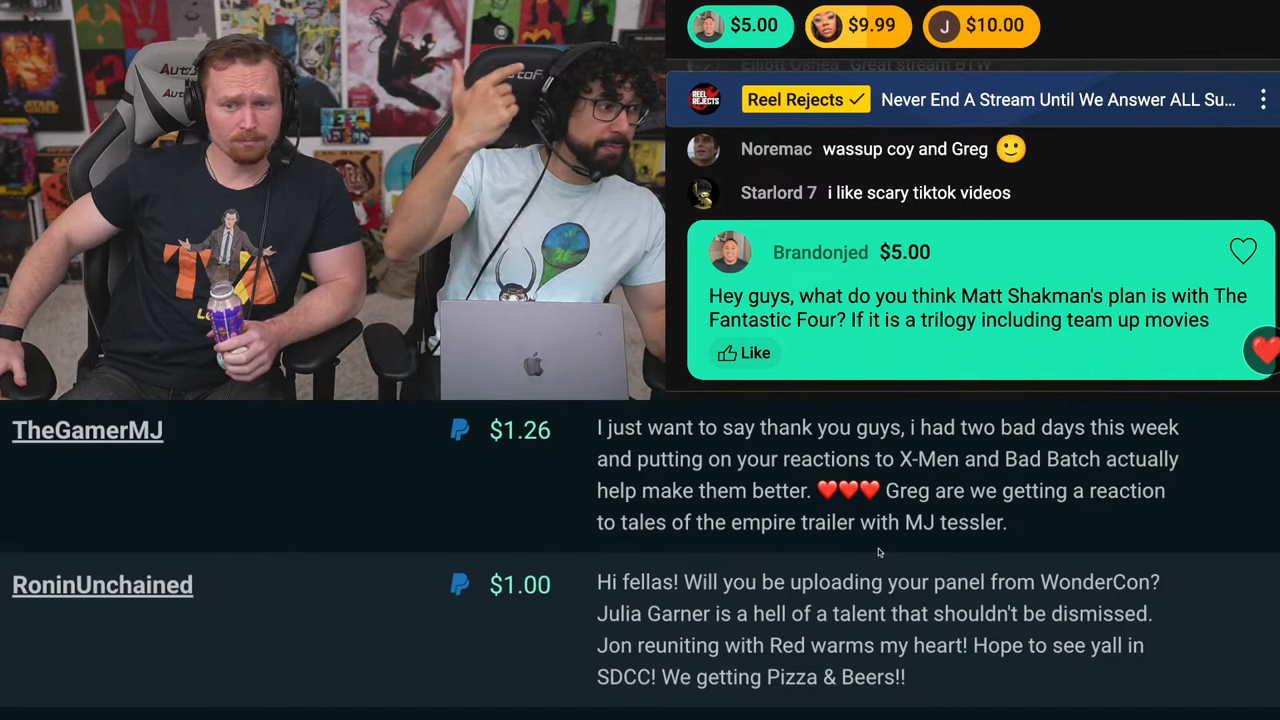 $5.00
$9.99
J
$10.00
Elliott Oshea Great stream BTW
REEL REJECTS
Reel Rejects
Never End A Stream Until We Answer ALL Su...
Noremac wassup coy and Greg
Starlord 7 i like scary tiktok videos
Brandonjed $5.00
Hey guys, what do you think Matt Shakman's plan is with The
Fantastic Four? If it is a trilogy including team up movies
Like
TheGamerMJ
$1.26
I just want to say thank you guys, i had two bad days this week
and putting on your reactions to X-Men and Bad Batch actually
help make them better. ❤️❤️❤️ Greg are we getting a reaction
to tales of the empire trailer with MJ tessler.
RoninUnchained
$1.00
Hi fellas! Will you be uploading your panel from WonderCon?
Julia Garner is a hell of a talent that shouldn't be dismissed.
Jon reuniting with Red warms my heart! Hope to see yall in
SDCC! We getting Pizza & Beers!!